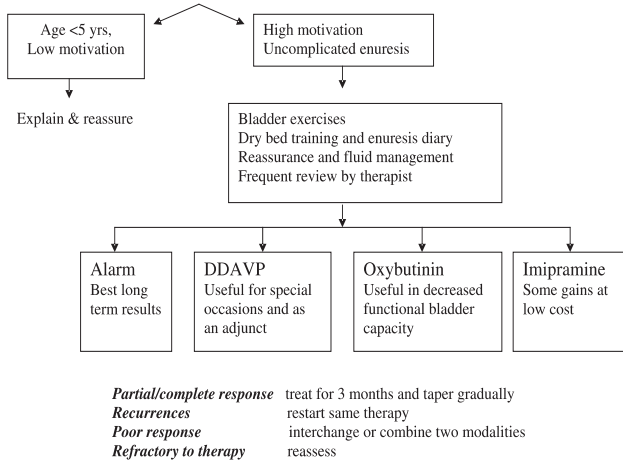 Age <5 yrs,
Low motivation
High motivation
Uncomplicated enuresis
Explain & reassure
Bladder exercises
Dry bed training and enuresis diary
Reassurance and fluid management
Frequent review by therapist
Alarm
Best long
term results
DDAVP
Useful for special
occasions and as
an adjunct
Oxybutinin
Useful in decreased
functional bladder
capacity
Imipramine
Some gains at
low cost
Partial/complete response treat for 3 months and taper gradually
Recurrences restart same therapy
Poor response interchange or combine two modalities
Refractory to therapy reassess